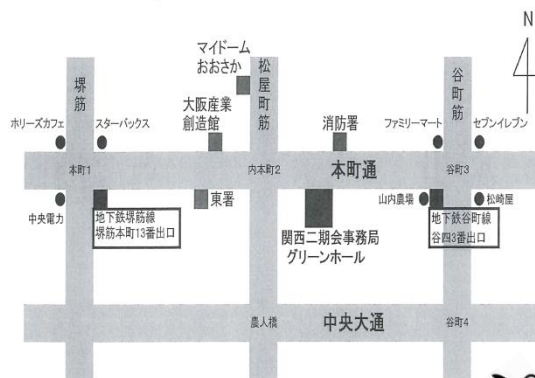 N
マイドーム
おおさか
堺筋
松屋町筋
谷町筋
大阪産業
創造館
消防署
ホリーズカフェ
スターバックス
ファミリーマート
セブンイレブン
本町1
内本町2
本町通
谷町3
中央電力
東署
山内農場
松崎屋
地下鉄堺筋線
堺筋本町13番出口
関西二期会事務局
グリーンホール
地下鉄谷町線
谷四3番出口
農人橋
中央大通
谷町4